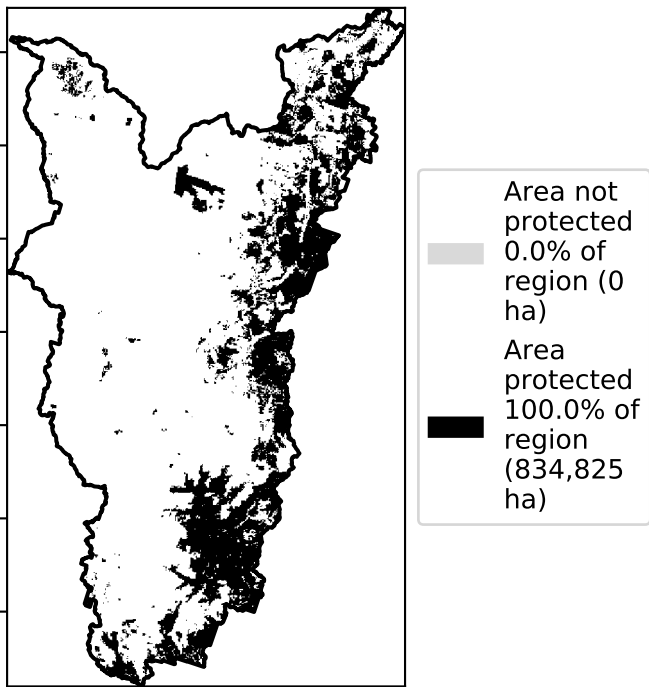 Area not
protected
0.0% of
region (0
ha)
Area
protected
100.0% of
region
(834,825
ha)